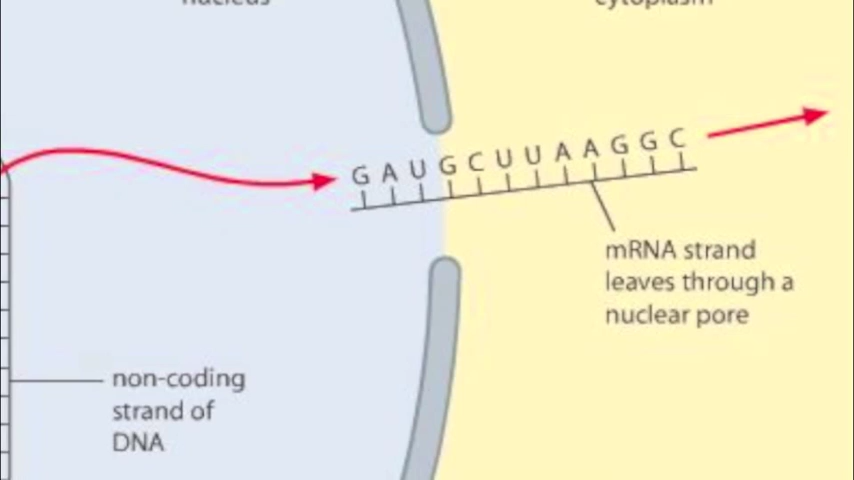 nucleus
cytoplasm
G A U G C U U A A G G C
mRNA strand
leaves through a
nuclear pore
non-coding
strand of
DNA